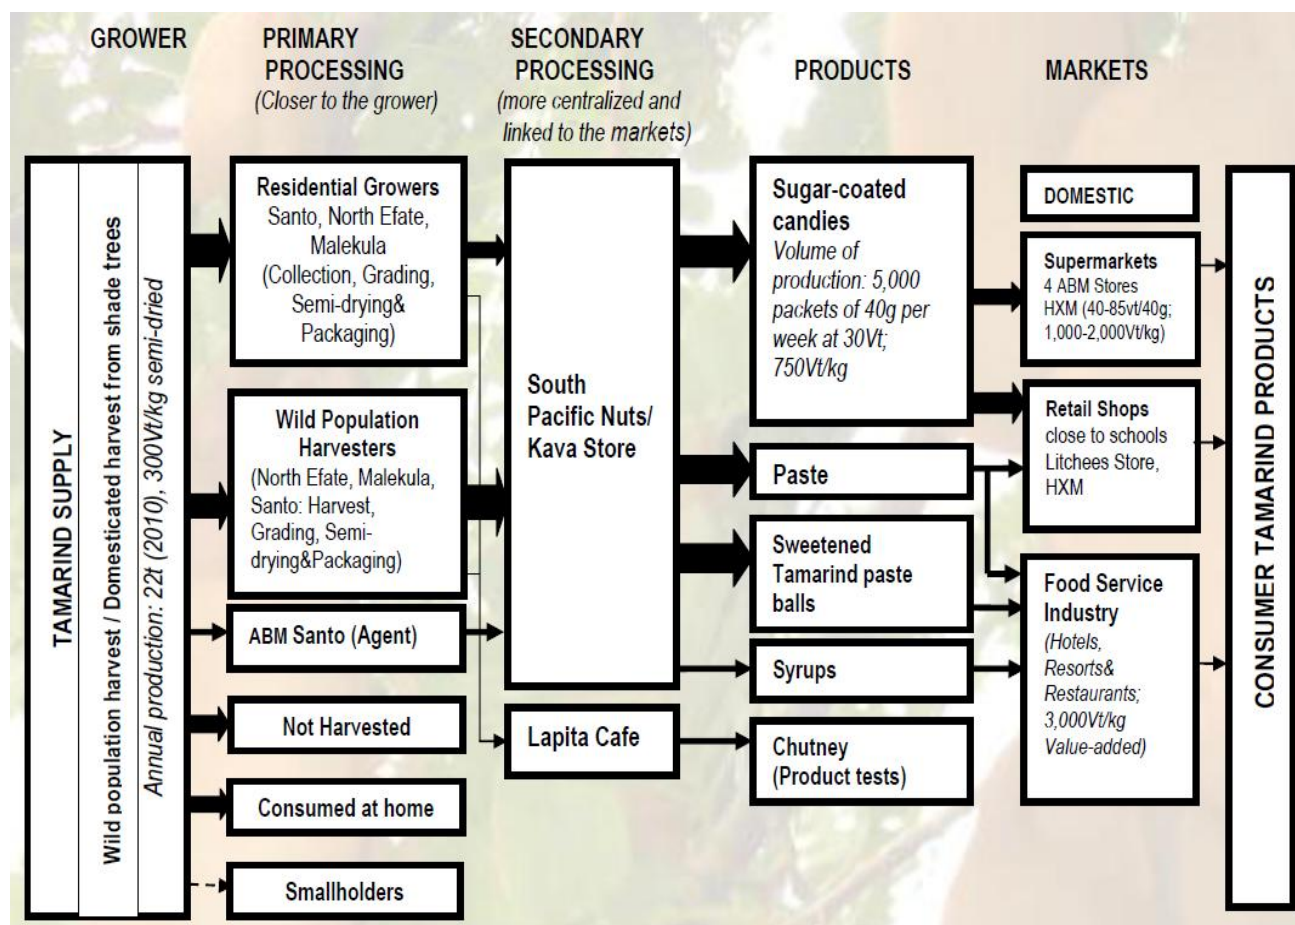 GROWER
PRIMARY
PROCESSING
(Closer to the grower)
SECONDARY
PROCESSING
(more centralized and
linked to the markets)
PRODUCTS
MARKETS
TAMARIND SUPPLY
Wild population harvest / Domesticated harvest from shade trees
Annual production: 22t (2010), 300Vt/kg semi-dried
Residential Growers
Santo, North Efate,
Malekula
(Collection, Grading,
Semi-drying&
Packaging)
Wild Population
Harvesters
(North Efate, Malekula,
Santo: Harvest,
Grading, Semi-
drying&Packaging)
ABM Santo (Agent)
Not Harvested
Consumed at home
Smallholders
South
Pacific Nuts/
Kava Store
Lapita Cafe
Sugar-coated
candies
Volume of
production: 5,000
packets of 40g per
week at 30Vt;
750Vt/kg
Paste
Sweetened
Tamarind paste
balls
Syrups
Chutney
(Product tests)
DOMESTIC
Supermarkets
4 ABM Stores
HXM (40-85vt/40g;
1,000-2,000Vt/kg)
Retail Shops
close to schools
Litchees Store,
HXM
Food Service
Industry
(Hotels,
Resorts&
Restaurants;
3,000Vt/kg
Value-added)
CONSUMER TAMARIND PRODUCTS